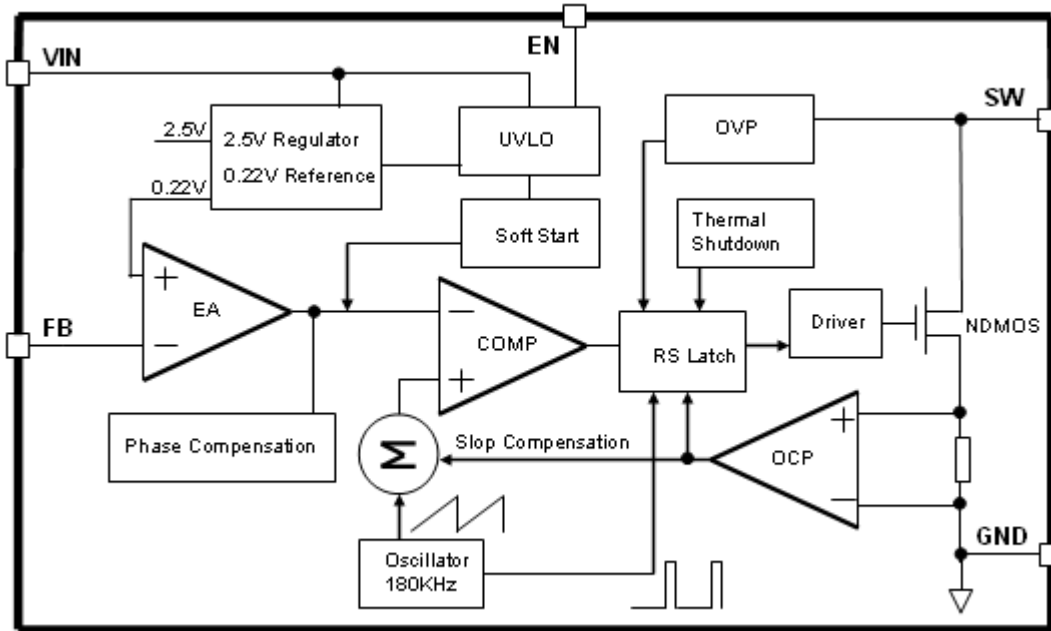 EN
VIN
SW
2.5V
2.5V Regulator
0.22V Reference
UVLO
OVP
0.22V
Soft Start
Thermal
Shutdown
+
EA
−
FB
−
COMP
+
RS Latch
Driver
NDMOS
Phase Compensation
Σ
Slop Compensation
+
OCP
−
GND
Oscillator
180KHz